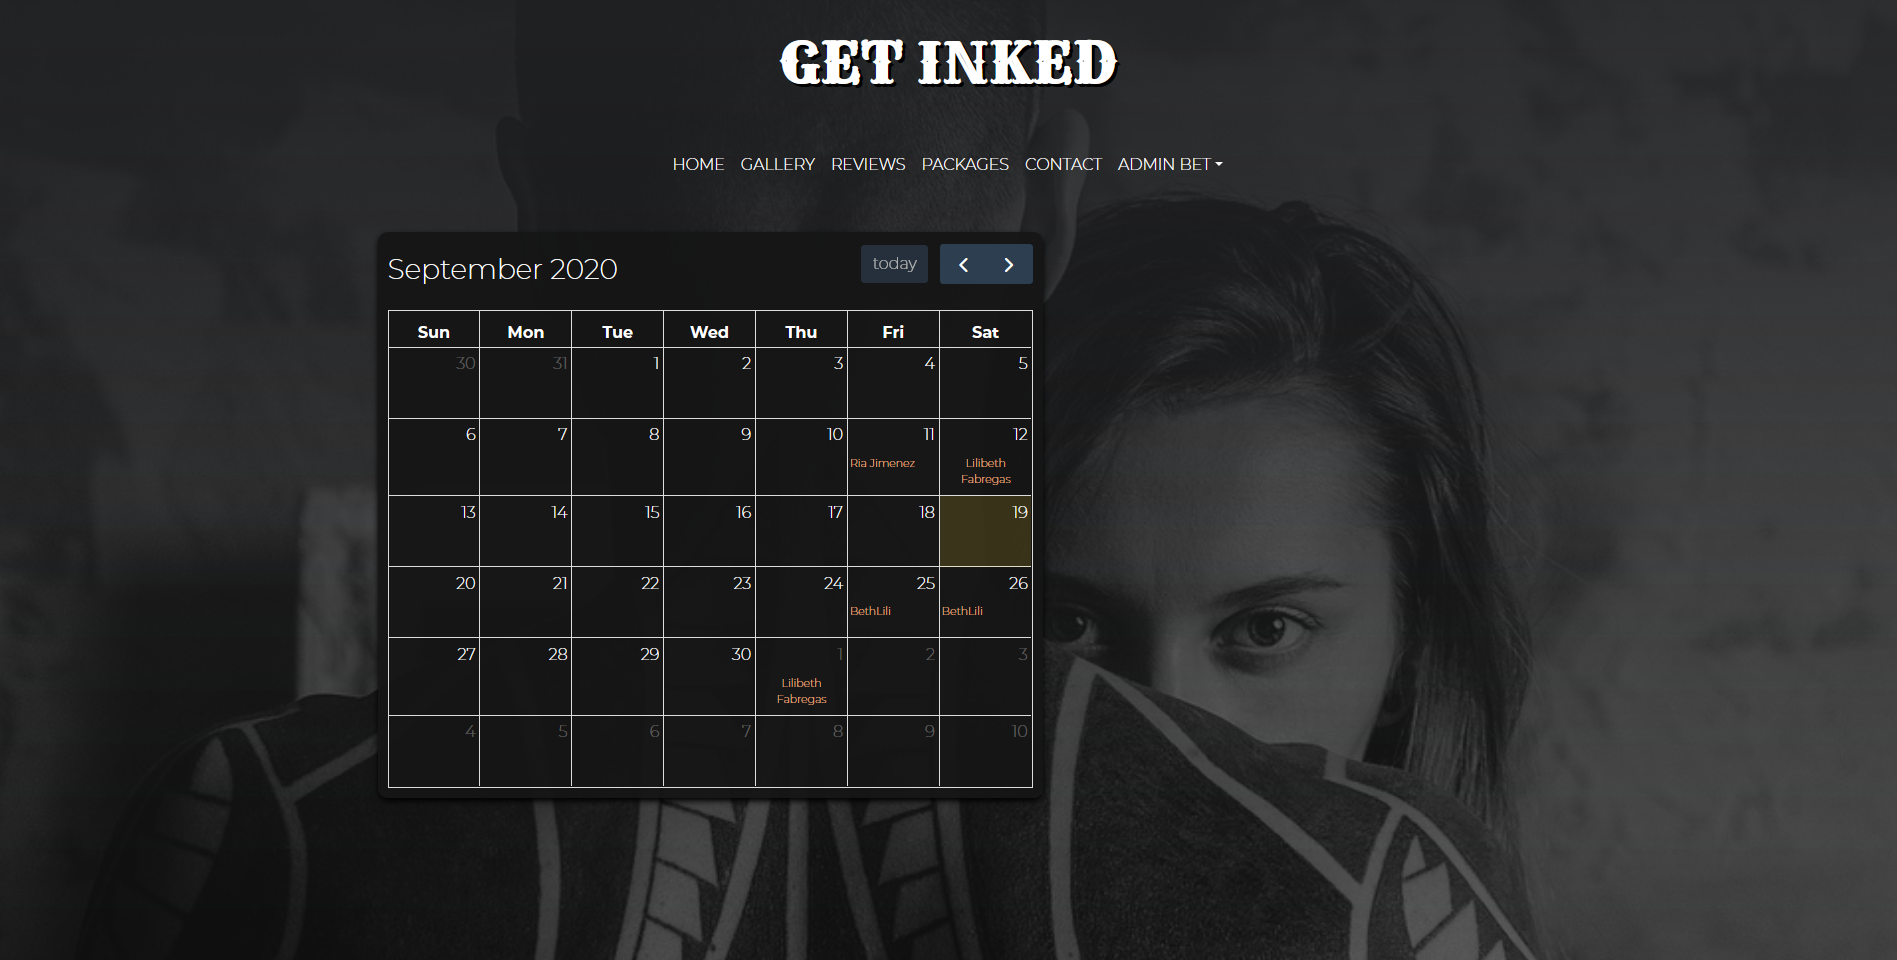 GET INKED
HOME GALLERY REVIEWS PACKAGES CONTACT ADMIN BET
September 2020
today
Sun Mon Tue Wed Thu Fri Sat
30 31 1 2 3 4 5
6 7 8 9 10 11 12
Ria Jimenez Lilibeth
Fabregas
13 14 15 16 17 18 19
20 21 22 23 24 25 26
BethLili BethLili
27 28 29 30 1 2 3
Lilibeth
Fabregas
4 5 6 7 8 9 10